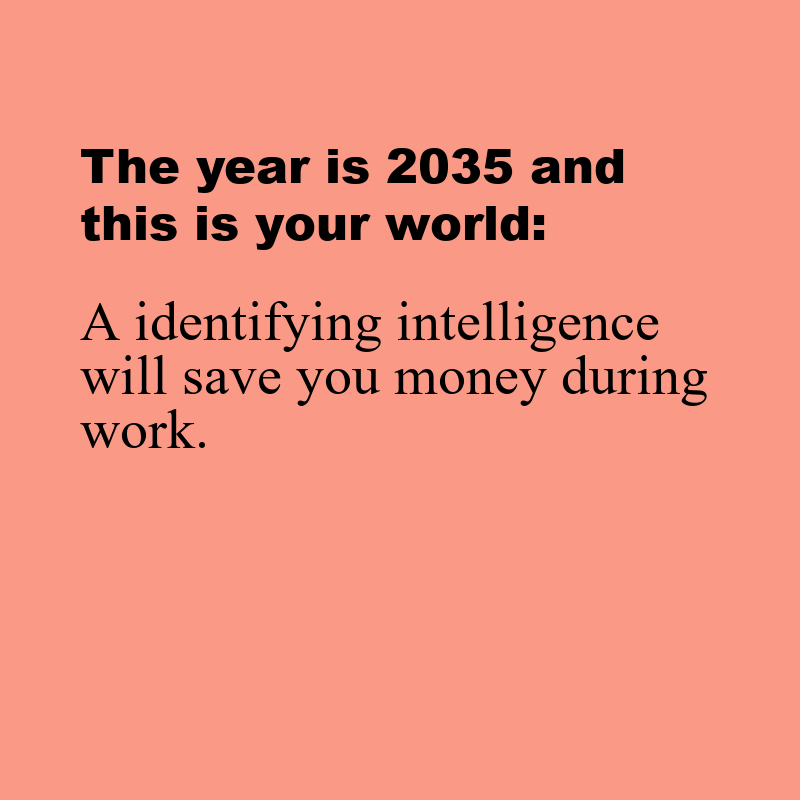 The year is 2035 and
this is your world:
A identifying intelligence
will save you money during
work.